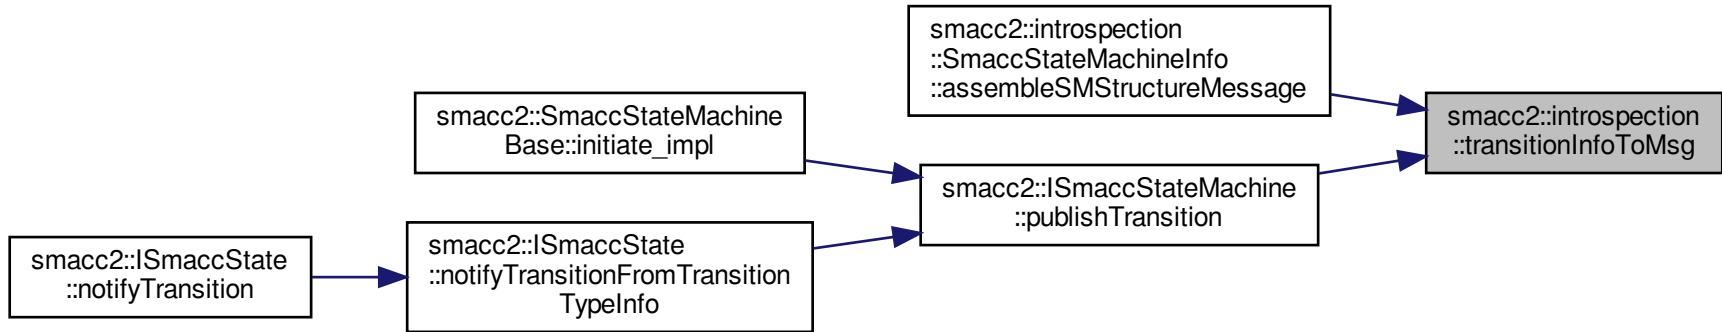 smacc2::introspection
::SmaccStateMachineInfo
::assembleSMStructureMessage
smacc2::SmaccStateMachine
Base::initiate_impl
smacc2::introspection
::transitionInfoToMsg
smacc2::ISmaccStateMachine
::publishTransition
smacc2::ISmaccState
::notifyTransitionFromTransition
TypeInfo
smacc2::ISmaccState
::notifyTransition